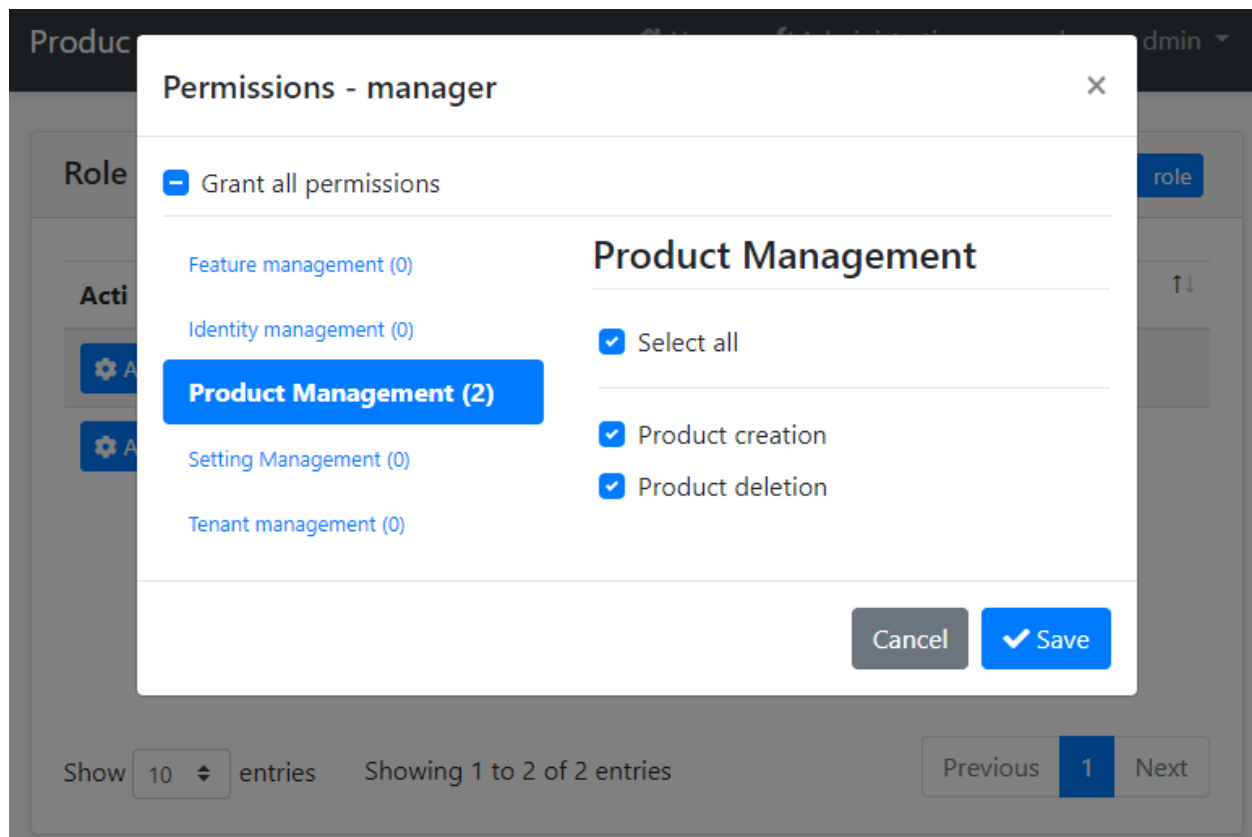 Produc
dmin
Permissions - manager
×
Role
Grant all permissions
role
Feature management (0)
Product Management
Acti
Identity management (0)
Select all
A
Product Management (2)
Product creation
A
Setting Management (0)
Product deletion
Tenant management (0)
Cancel
Save
Show 10 entries
Showing 1 to 2 of 2 entries
Previous 1 Next